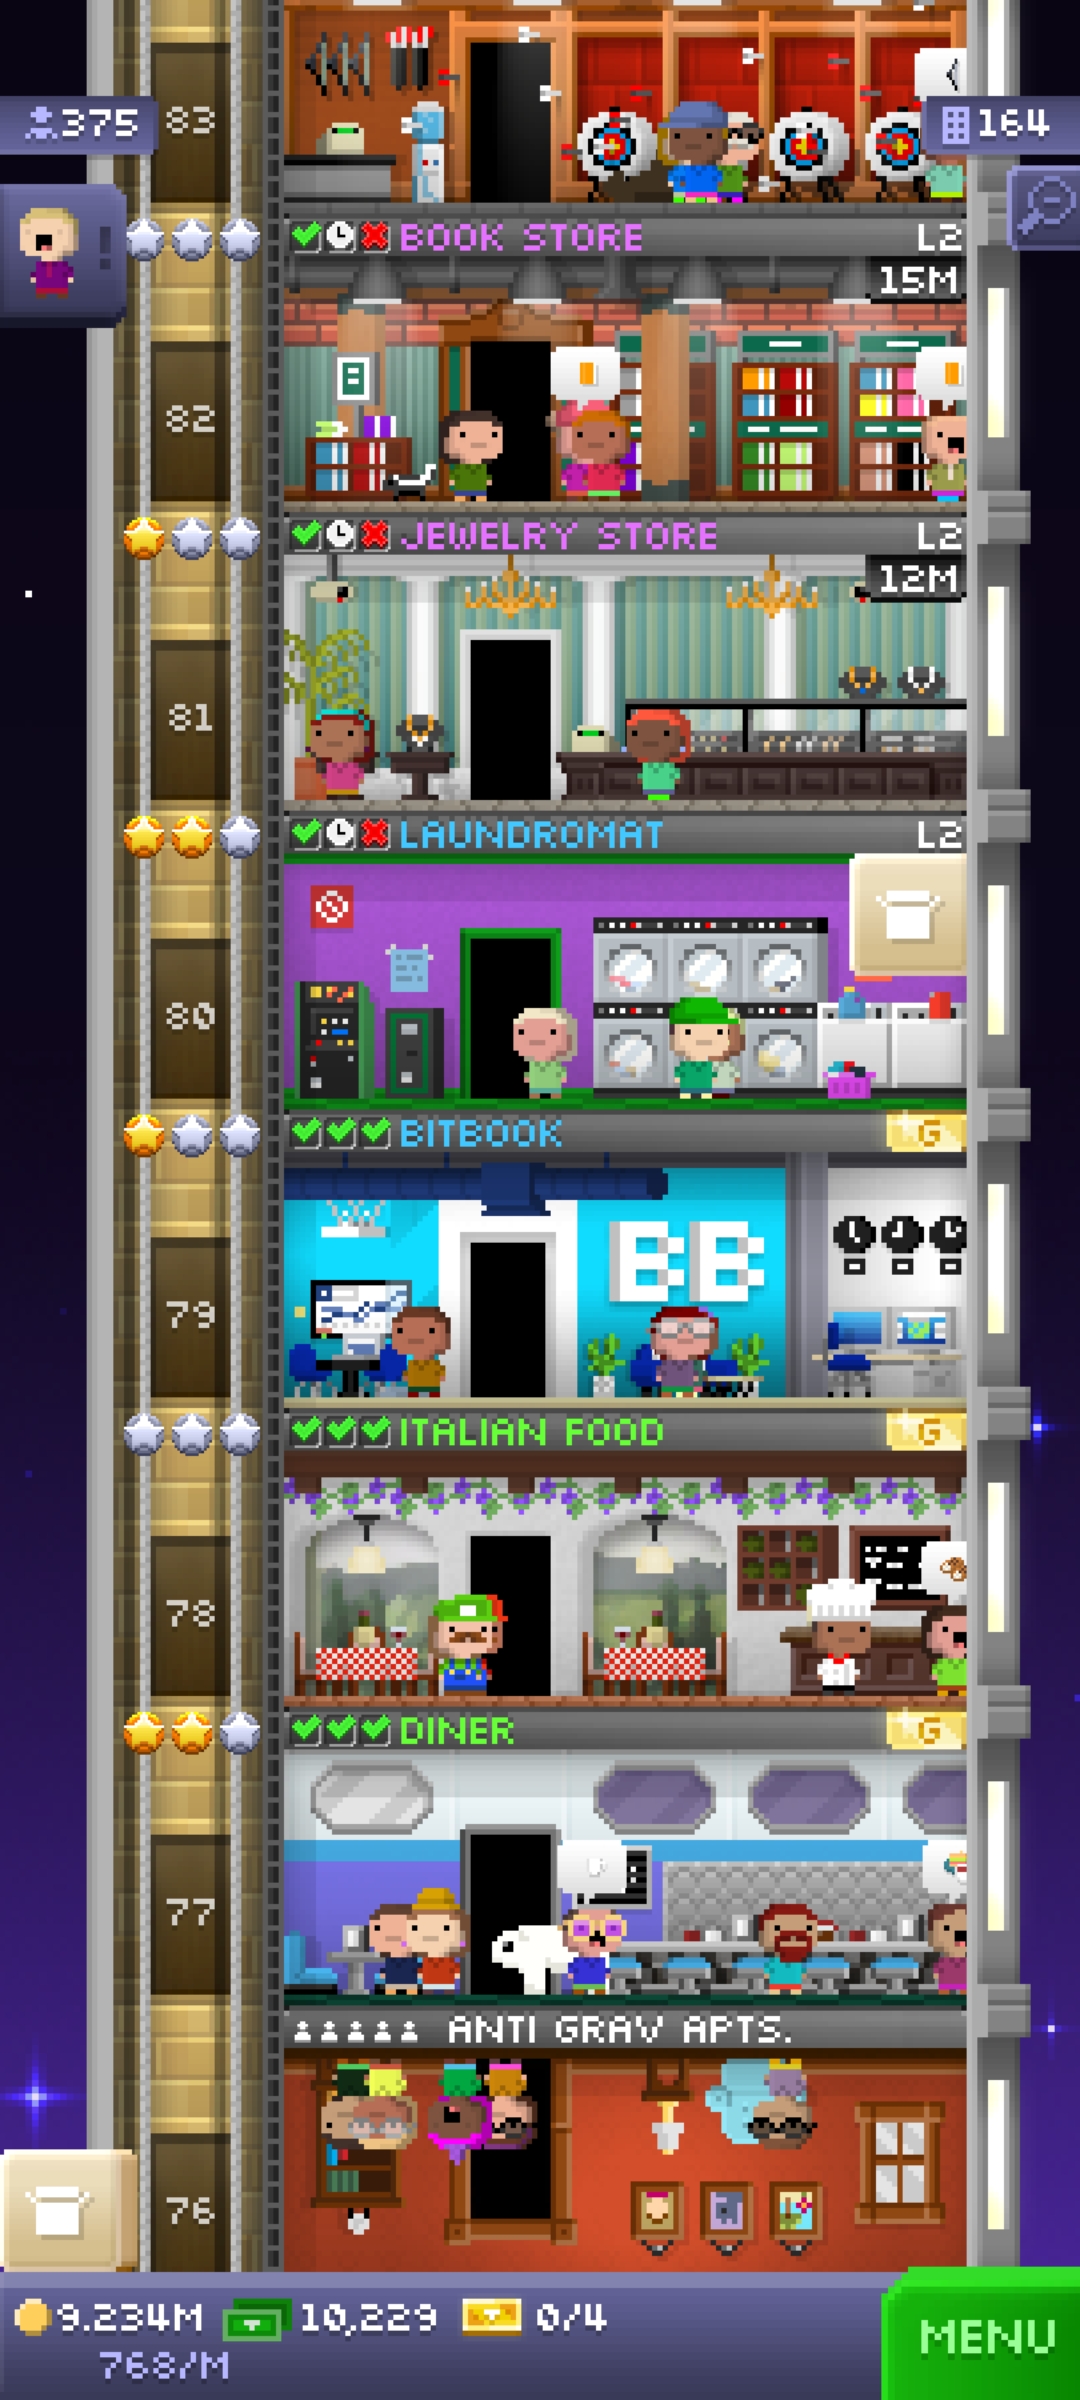 83
375
164
BOOK STORE L2
15M
82
JEWELRY STORE L2
12M
81
LAUNDROMAT L2
80
BITBOOK G
BB
79
ITALIAN FOOD G
78
DINER G
77
ANTI GRAV APTS.
76
9.234M 10,229 0/4
768/M
MENU